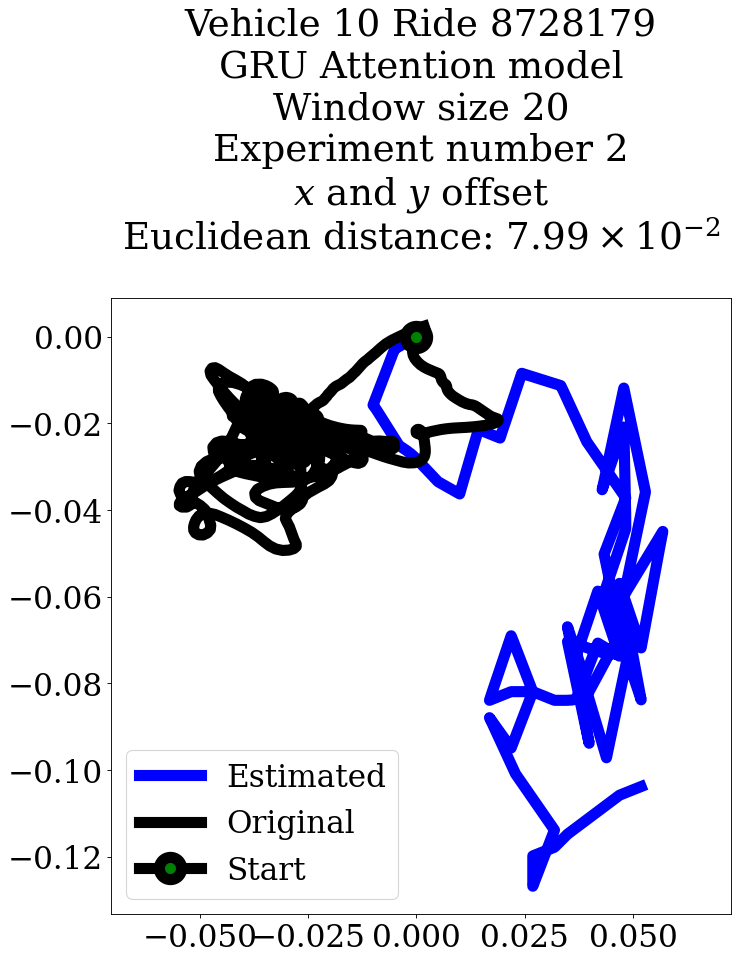 Vehicle 10 Ride 8728179
GRU Attention model
Window size 20
Experiment number 2
x and y offset
Euclidean distance: 7.99 × 10⁻²
0.00
−0.02
−0.04
−0.06
−0.08
−0.10
−0.12
Estimated
Original
Start
−0.050 −0.025 0.000 0.025 0.050